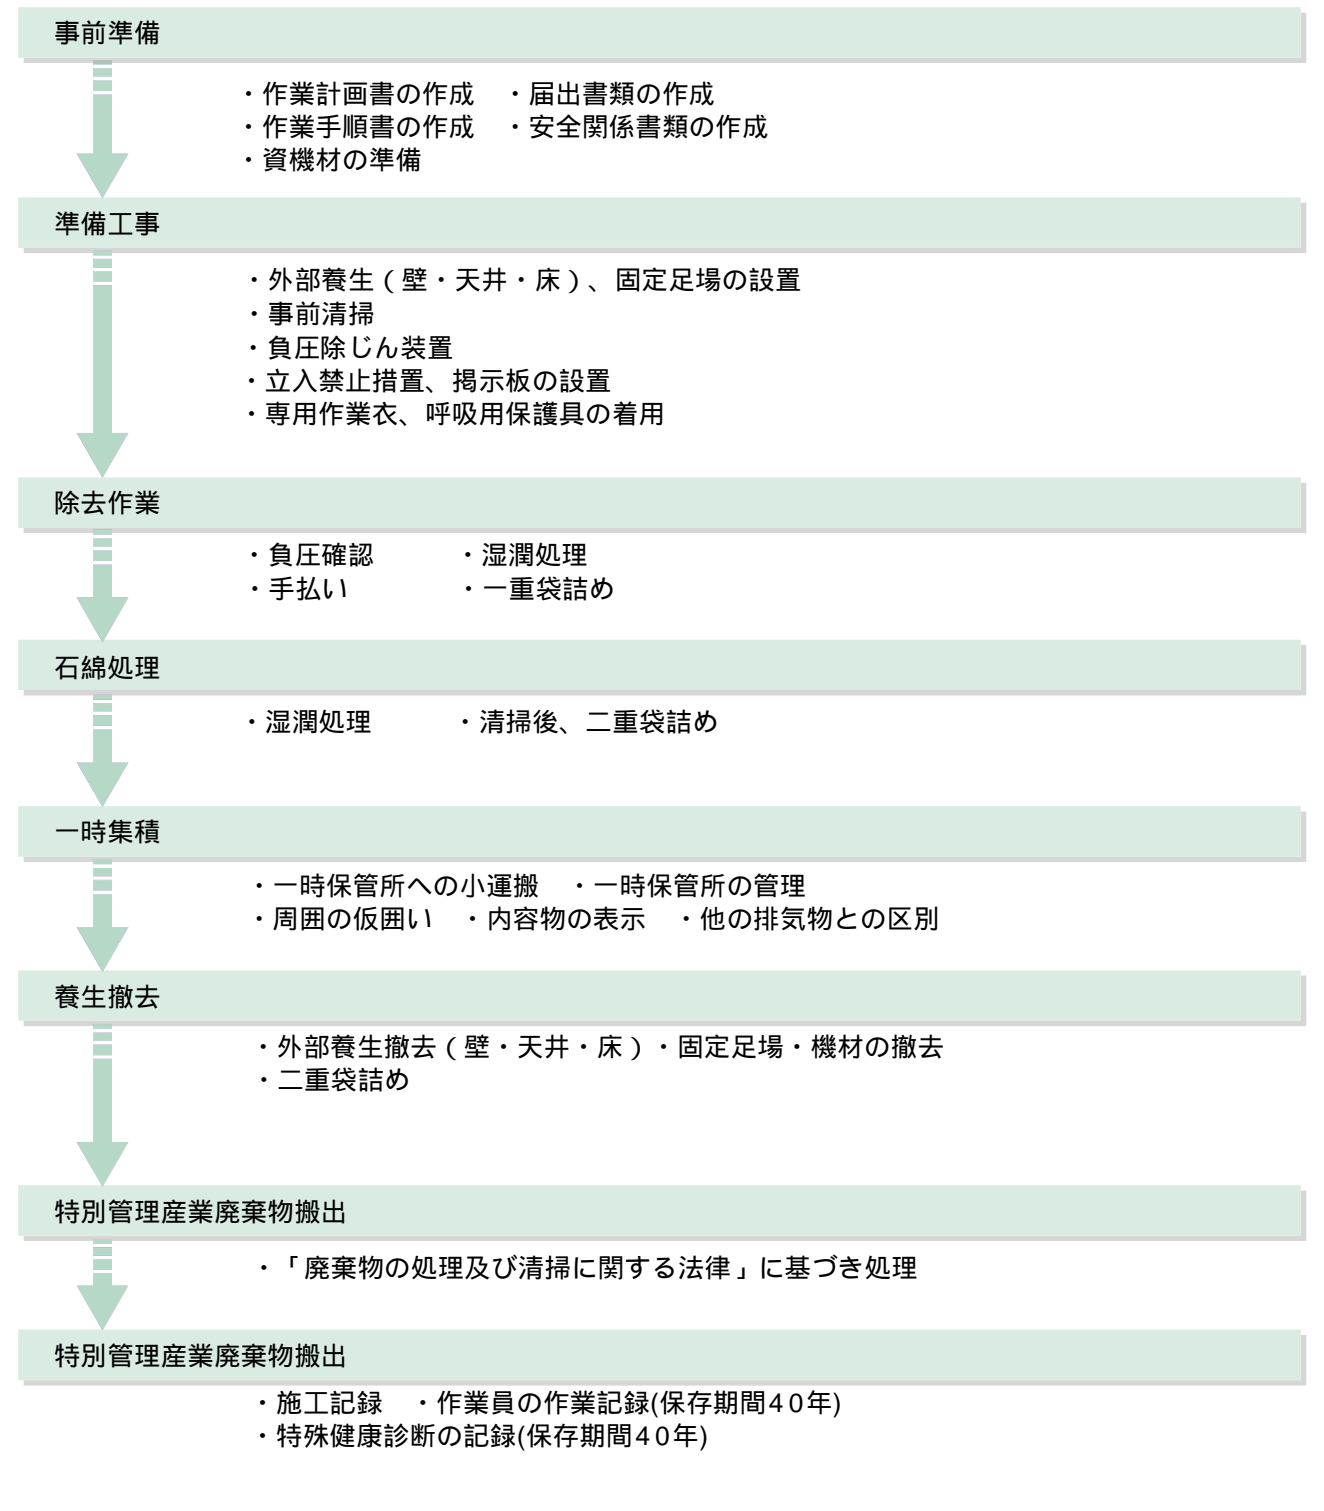 事前準備
・作業計画書の作成　・届出書類の作成
・作業手順書の作成　・安全関係書類の作成
・資機材の準備
準備工事
・外部養生(壁・天井・床)、固定足場の設置
・事前清掃
・負圧除じん装置
・立入禁止措置、掲示板の設置
・専用作業衣、呼吸用保護具の着用
除去作業
・負圧確認　　　・湿潤処理
・手払い　　　　・一重袋詰め
石綿処理
・湿潤処理　　　・清掃後、二重袋詰め
一時集積
・一時保管所への小運搬　・一時保管所の管理
・周囲の仮囲い　・内容物の表示　・他の排気物との区別
養生撤去
・外部養生撤去(壁・天井・床)・固定足場・機材の撤去
・二重袋詰め
特別管理産業廃棄物搬出
・「廃棄物の処理及び清掃に関する法律」に基づき処理
特別管理産業廃棄物搬出
・施工記録　・作業員の作業記録(保存期間40年)
・特殊健康診断の記録(保存期間40年)